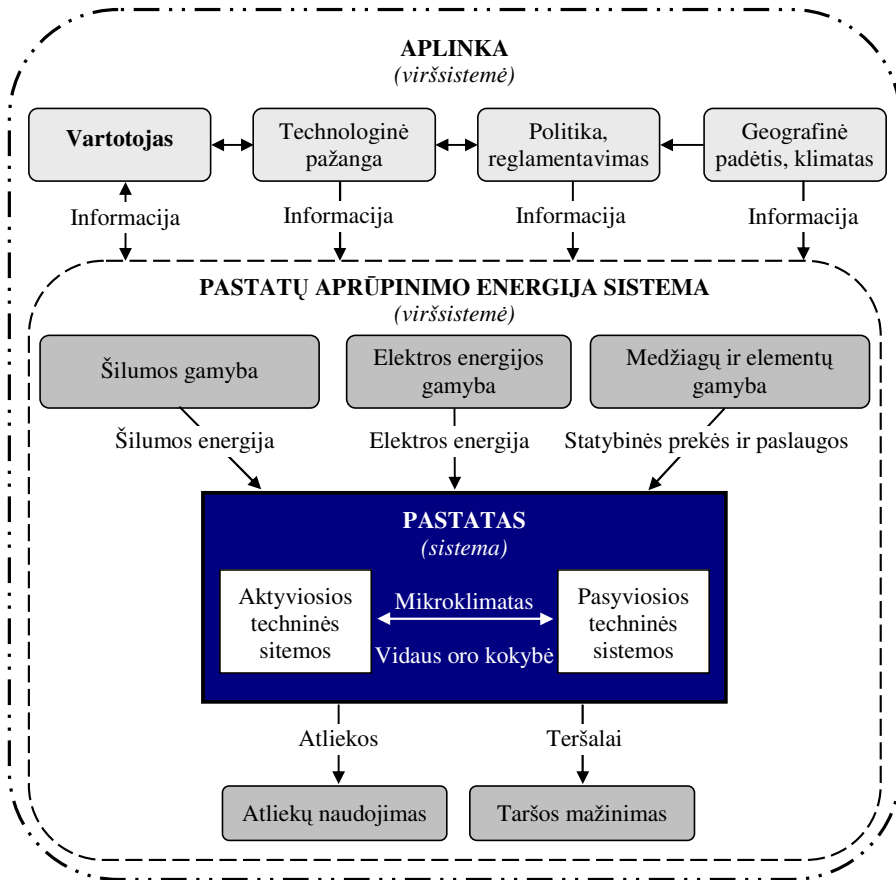 APLINKA
(viršsistemė)
Vartotojas
Technologinė
pažanga
Politika,
reglamentavimas
Geografinė
padėtis, klimatas
Informacija
Informacija
Informacija
Informacija
PASTATŲ APRŪPINIMO ENERGIJA SISTEMA
(viršsistemė)
Šilumos gamyba
Elektros energijos
gamyba
Medžiagų ir elementų
gamyba
Šilumos energija
Elektros energija
Statybinės prekės ir paslaugos
PASTATAS
(sistema)
Aktyviosios
techninės
sitemos
Mikroklimatas
Vidaus oro kokybė
Pasyviosios
techninės
sistemos
Atliekos
Teršalai
Atliekų naudojimas
Taršos mažinimas